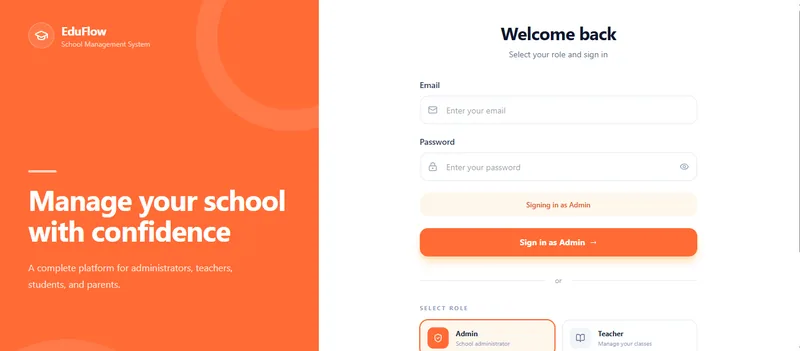 EduFlow
School Management System
Manage your school
with confidence
A complete platform for administrators, teachers,
students, and parents.
Welcome back
Select your role and sign in
Email
Enter your email
Password
Enter your password
Signing in as Admin
Sign in as Admin →
or
SELECT ROLE
Admin
School administrator
Teacher
Manage your classes